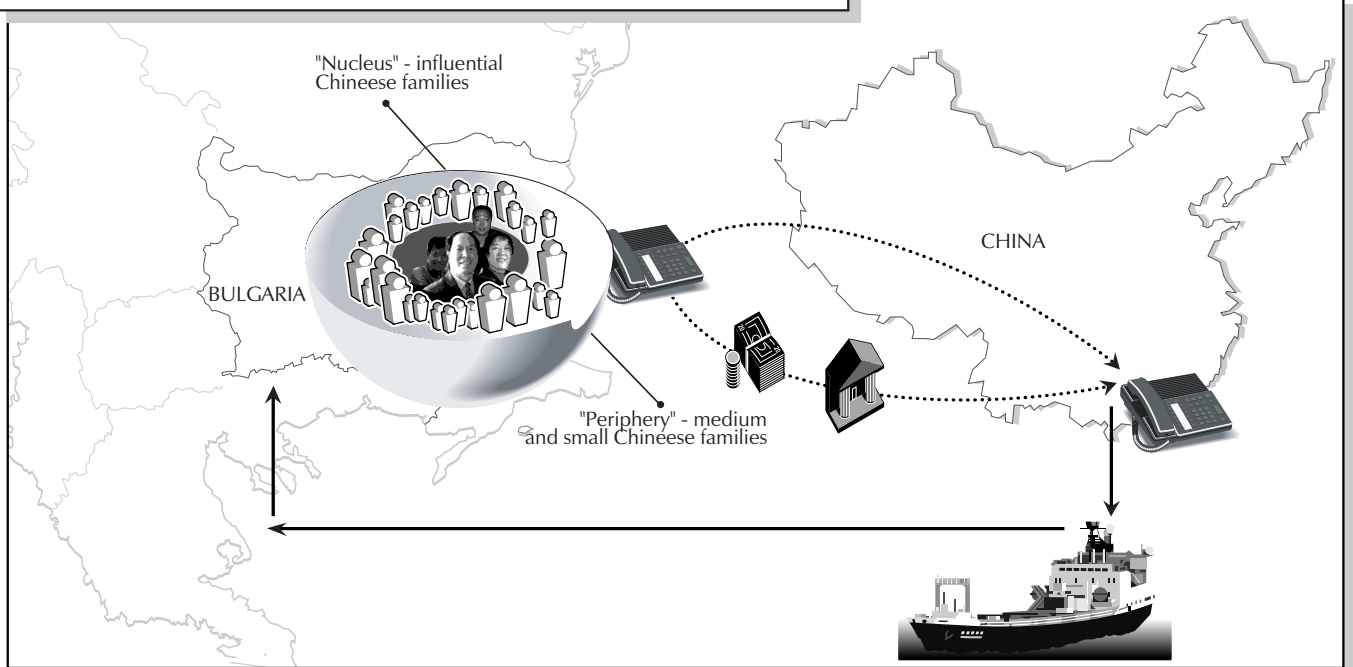 "Nucleus" - influential
Chineese families
CHINA
BULGARIA
"Periphery" - medium
and small Chineese families